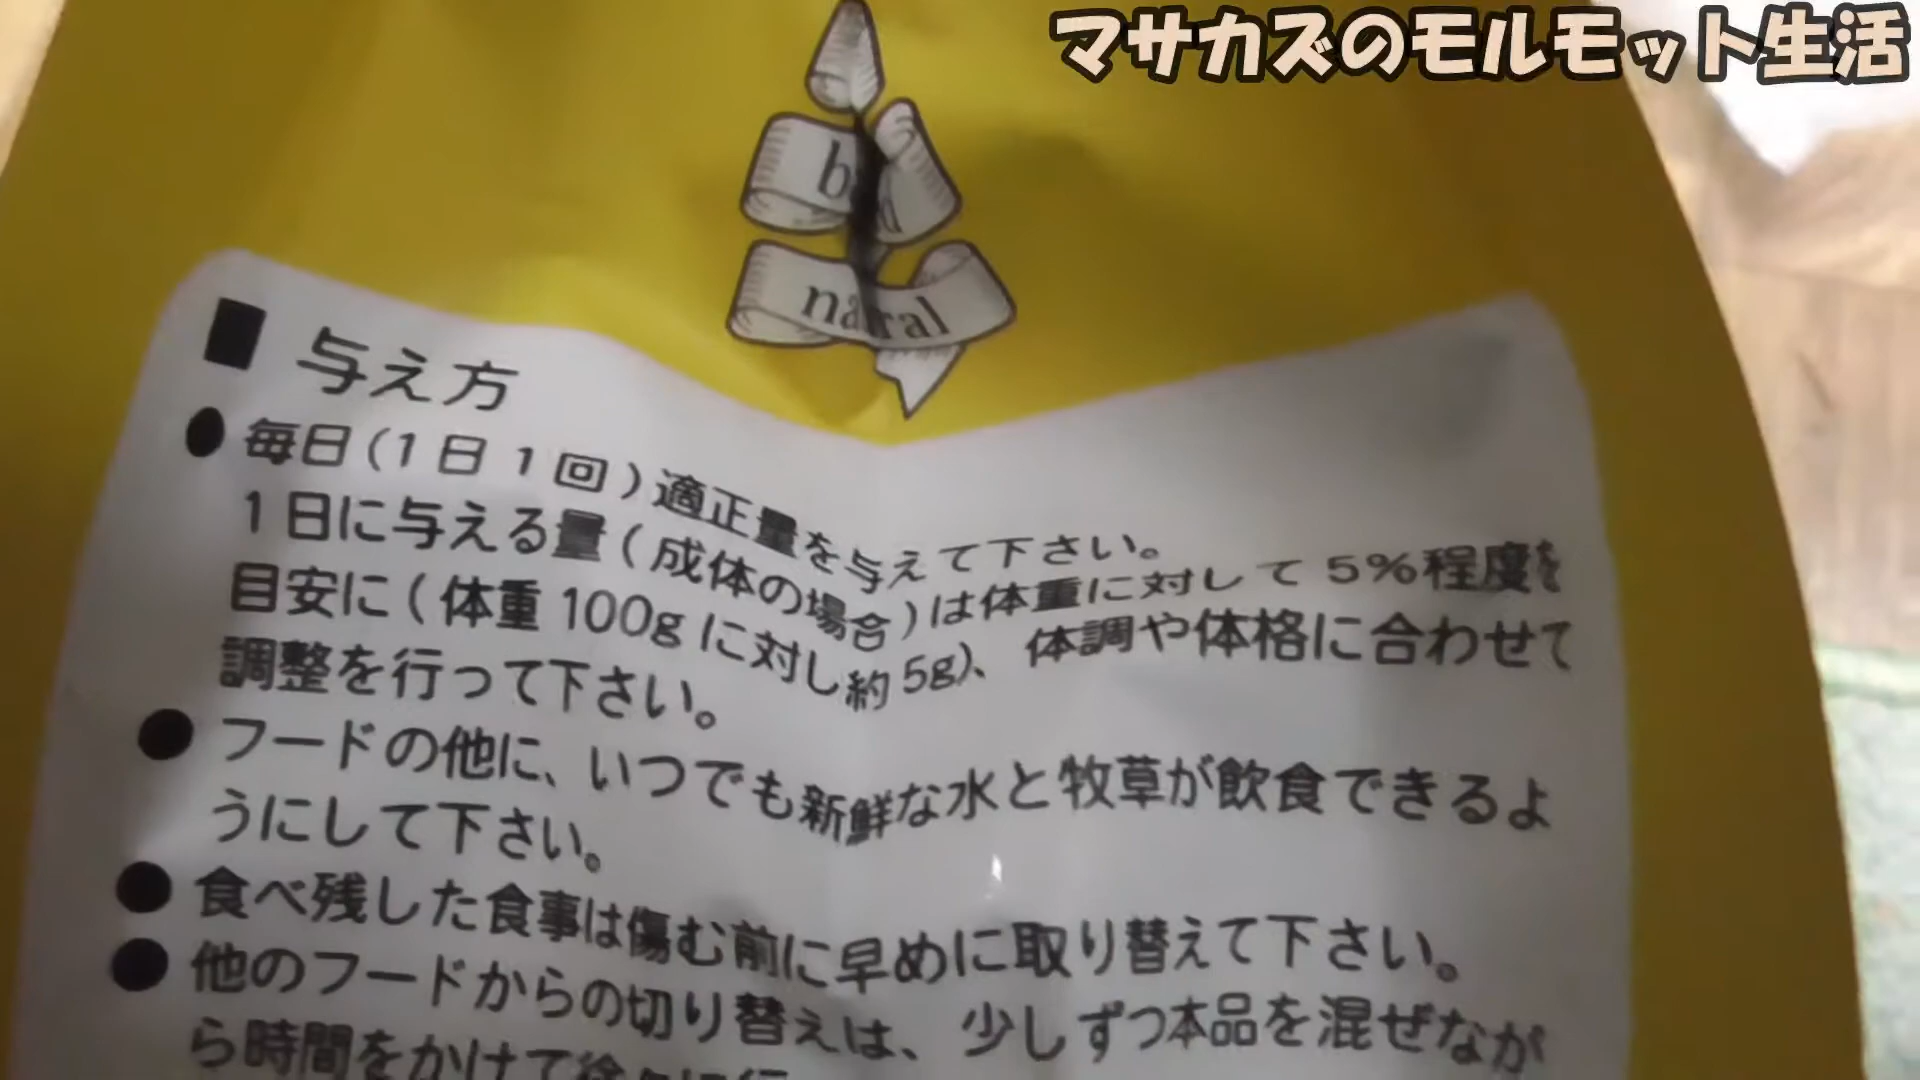 マサカズのモルモット生活
■ 与え方
● 毎日(1日1回)適正量を与えて下さい。
1日に与える量(成体の場合)は体重に対して5%程度を
目安に(体重100gに対し約5g)、体調や体格に合わせて
調整を行って下さい。
● フードの他に、いつでも新鮮な水と牧草が飲食できるよ
うにして下さい。
● 食べ残した食事は傷む前に早めに取り替えて下さい。
● 他のフードからの切り替えは、少しずつ本品を混ぜなが
ら時間をかけて